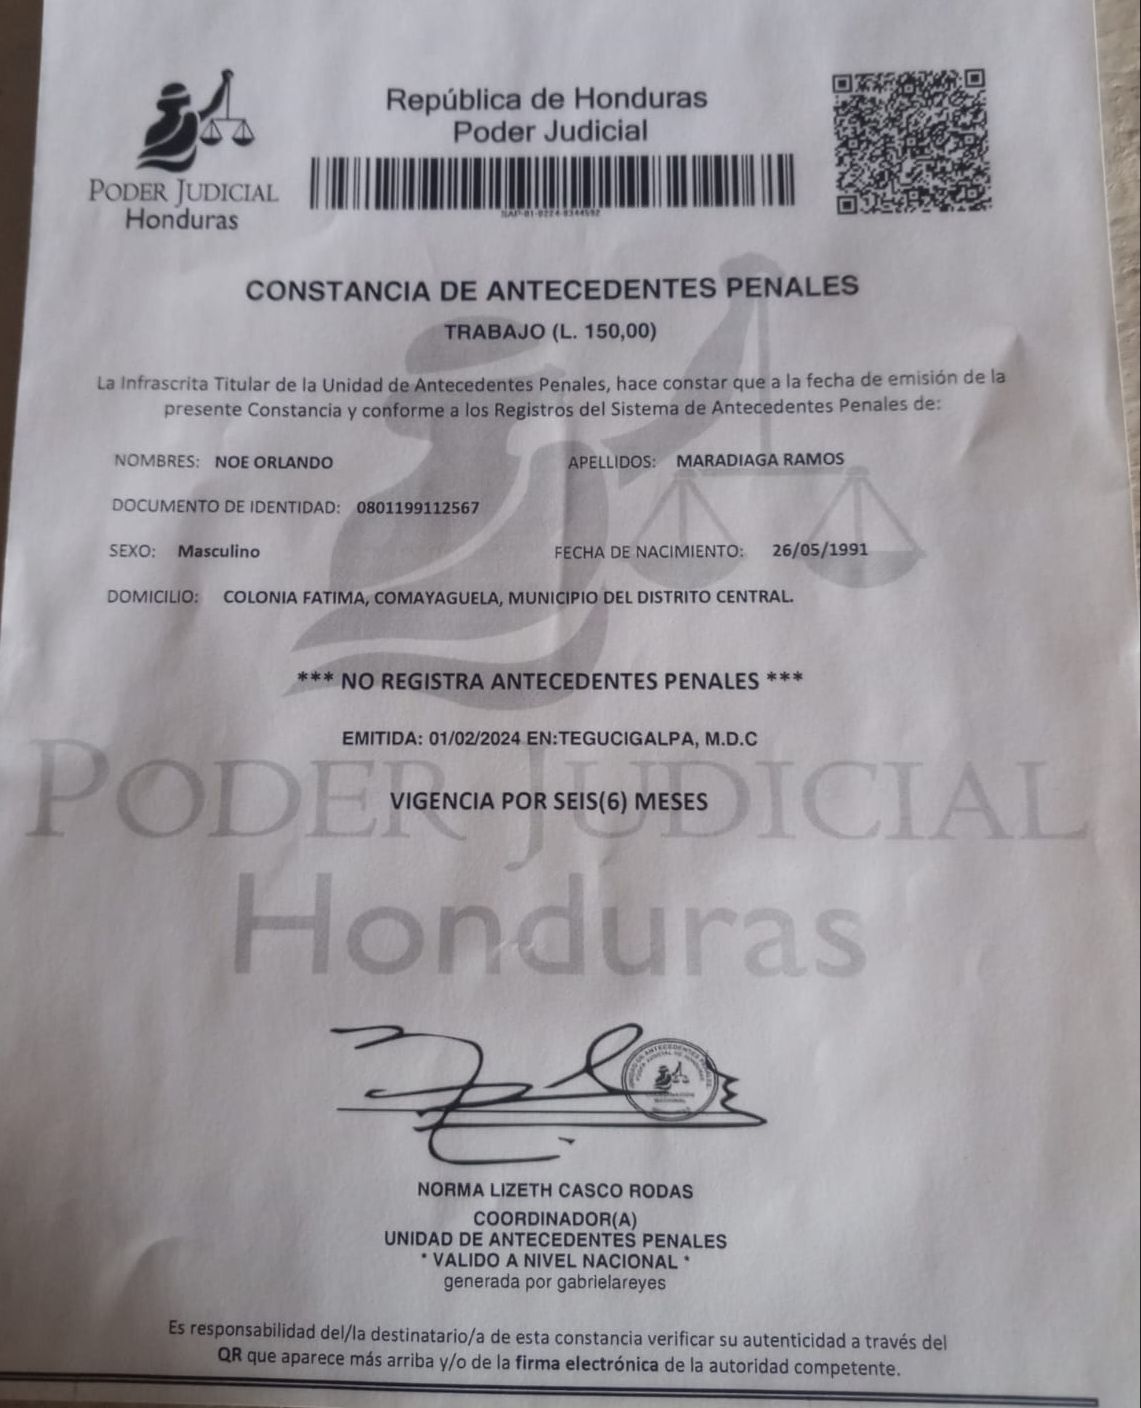 República de Honduras
Poder Judicial
PODER JUDICIAL
Honduras
CONSTANCIA DE ANTECEDENTES PENALES
TRABAJO (L. 150,00)
La Infrascrita Titular de la Unidad de Antecedentes Penales, hace constar que a la fecha de emisión de la
presente Constancia y conforme a los Registros del Sistema de Antecedentes Penales de:
NOMBRES: NOE ORLANDO APELLIDOS: MARADIAGA RAMOS
DOCUMENTO DE IDENTIDAD: 0801199112567
SEXO: Masculino FECHA DE NACIMIENTO: 26/05/1991
DOMICILIO: COLONIA FATIMA, COMAYAGUELA, MUNICIPIO DEL DISTRITO CENTRAL.
*** NO REGISTRA ANTECEDENTES PENALES ***
EMITIDA: 01/02/2024 EN:TEGUCIGALPA, M.D.C
VIGENCIA POR SEIS(6) MESES
PODER JUDICIAL
Honduras
NORMA LIZETH CASCO RODAS
COORDINADOR(A)
UNIDAD DE ANTECEDENTES PENALES
* VALIDO A NIVEL NACIONAL *
generada por gabrielareyes
Es responsabilidad del/la destinatario/a de esta constancia verificar su autenticidad a través del
QR que aparece más arriba y/o de la firma electrónica de la autoridad competente.